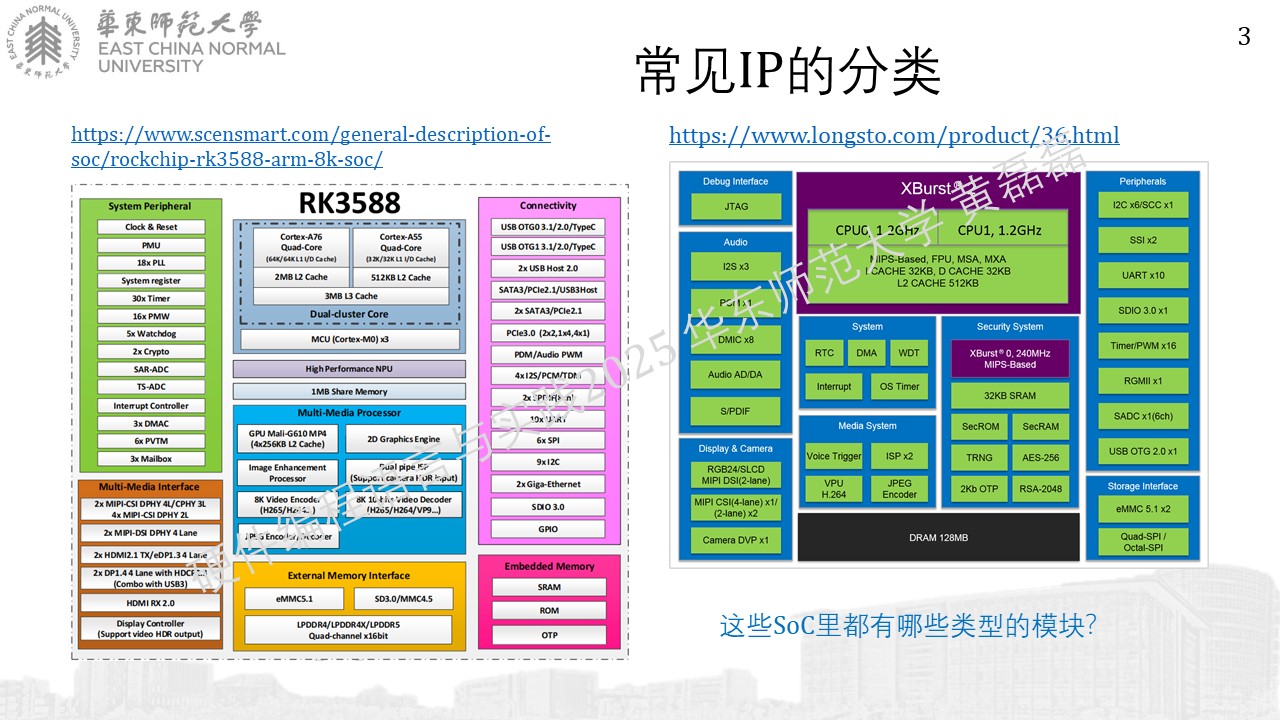 EAST CHINA NORMAL UNIVERSITY
華東師範大學
華東師範大學
EAST CHINA NORMAL
UNIVERSITY
3
常见IP的分类
https://www.scensmart.com/general-description-of-
soc/rockchip-rk3588-arm-8k-soc/
RK3588
System Peripheral
Clock & Reset
PMU
18x PLL
System register
30x Timer
16x PMW
5x Watchdog
2x Crypto
SAR-ADC
TS-ADC
Interrupt Controller
3x DMAC
6x PVTM
3x Mailbox
Multi-Media Interface
2x MIPI-CSI DPHY 4L/CPHY 3L
4x MIPI-CSI DPHY 2L
2x MIPI-DSI DPHY 4 Lane
2x HDMI2.1 TX/eDP1.3 4 Lane
2x DP1.4 4 Lane with
(Combo with USB3)
HDMI RX 2.0
Display Controller
(Support video HDR output)
Cortex-A76
Quad-Core
(64K/64K L1 I/D Cache)
2MB L2 Cache
Cortex-A55
Quad-Core
(32K/32K L1 I/D Cache)
512KB L2 Cache
3MB L3 Cache
Dual-cluster Core
MCU (Cortex-M0) x3
High Performance NPU
1MB Share Memory
Multi-Media Processor
GPU Mali-G610 MP4
(4x256KB L2 Cache)
2D Graphics Engine
Image Enhancement
Processor
Dual pipe ISP
(Support camera HDR input)
8K Video Encoder
(H265/H264...)
8K 10-bit Video Decoder
(H265/H264/VP9...)
JPEG Encoder/Decoder
External Memory Interface
eMMC5.1
SD3.0/MMC4.5
LPDDR4/LPDDR4X/LPDDR5
Quad-channel x16bit
Connectivity
USB OTG0 3.1/2.0/TypeC
USB OTG1 3.1/2.0/TypeC
2x USB Host 2.0
SATA3/PCIe2.1/USB3Host
2x SATA3/PCIe2.1
PCIe3.0 (2x2,1x4,4x1)
PDM/Audio PWM
4x I2S/PCM/TDM
2x SPDIF(8ch)
10x UART
6x SPI
9x I2C
2x Giga-Ethernet
SDIO 3.0
GPIO
Embedded Memory
SRAM
ROM
OTP
https://www.longsto.com/product/36.html
Debug Interface
JTAG
Audio
I2S x3
PCM x1
DMIC x8
Audio AD/DA
S/PDIF
Display & Camera
RGB24/SLCD
MIPI DSI(2-lane)
MIPI CSI(4-lane) x1/
(2-lane) x2
Camera DVP x1
XBurst®
CPU0, 1.2GHz
CPU1, 1.2GHz
MIPS-Based, FPU, MSA, MXA
I CACHE 32KB, D CACHE 32KB
L2 CACHE 512KB
System
RTC
DMA
WDT
Interrupt
OS Timer
Media System
Voice Trigger
ISP x2
VPU
H.264
JPEG
Encoder
Security System
XBurst® 0, 240MHz
MIPS-Based
32KB SRAM
SecROM
SecRAM
TRNG
AES-256
2Kb OTP
RSA-2048
DRAM 128MB
Peripherals
I2C x6/SCC x1
SSI x2
UART x10
SDIO 3.0 x1
Timer/PWM x16
RGMII x1
SADC x1(6ch)
USB OTG 2.0 x1
Storage Interface
eMMC 5.1 x2
Quad-SPI /
Octal-SPI
这些SoC里都有哪些类型的模块?
硬件编程语言与实践2025 华东师范大学 黄磊磊